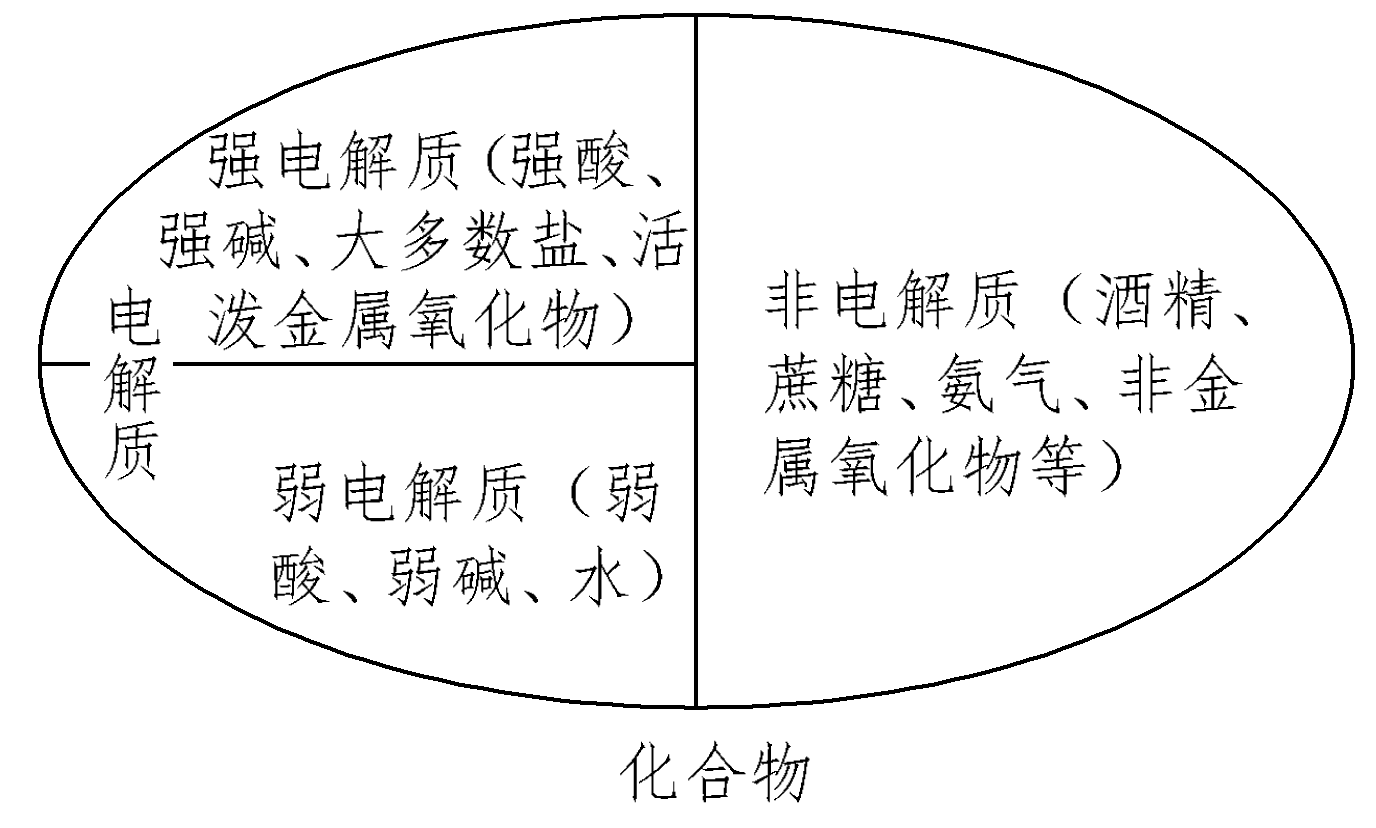 强电解质(强酸、
强碱、大多数盐、活
泼金属氧化物)
电解质
弱电解质(弱
酸、弱碱、水)
非电解质(酒精、
蔗糖、氨气、非金
属氧化物等)
化合物